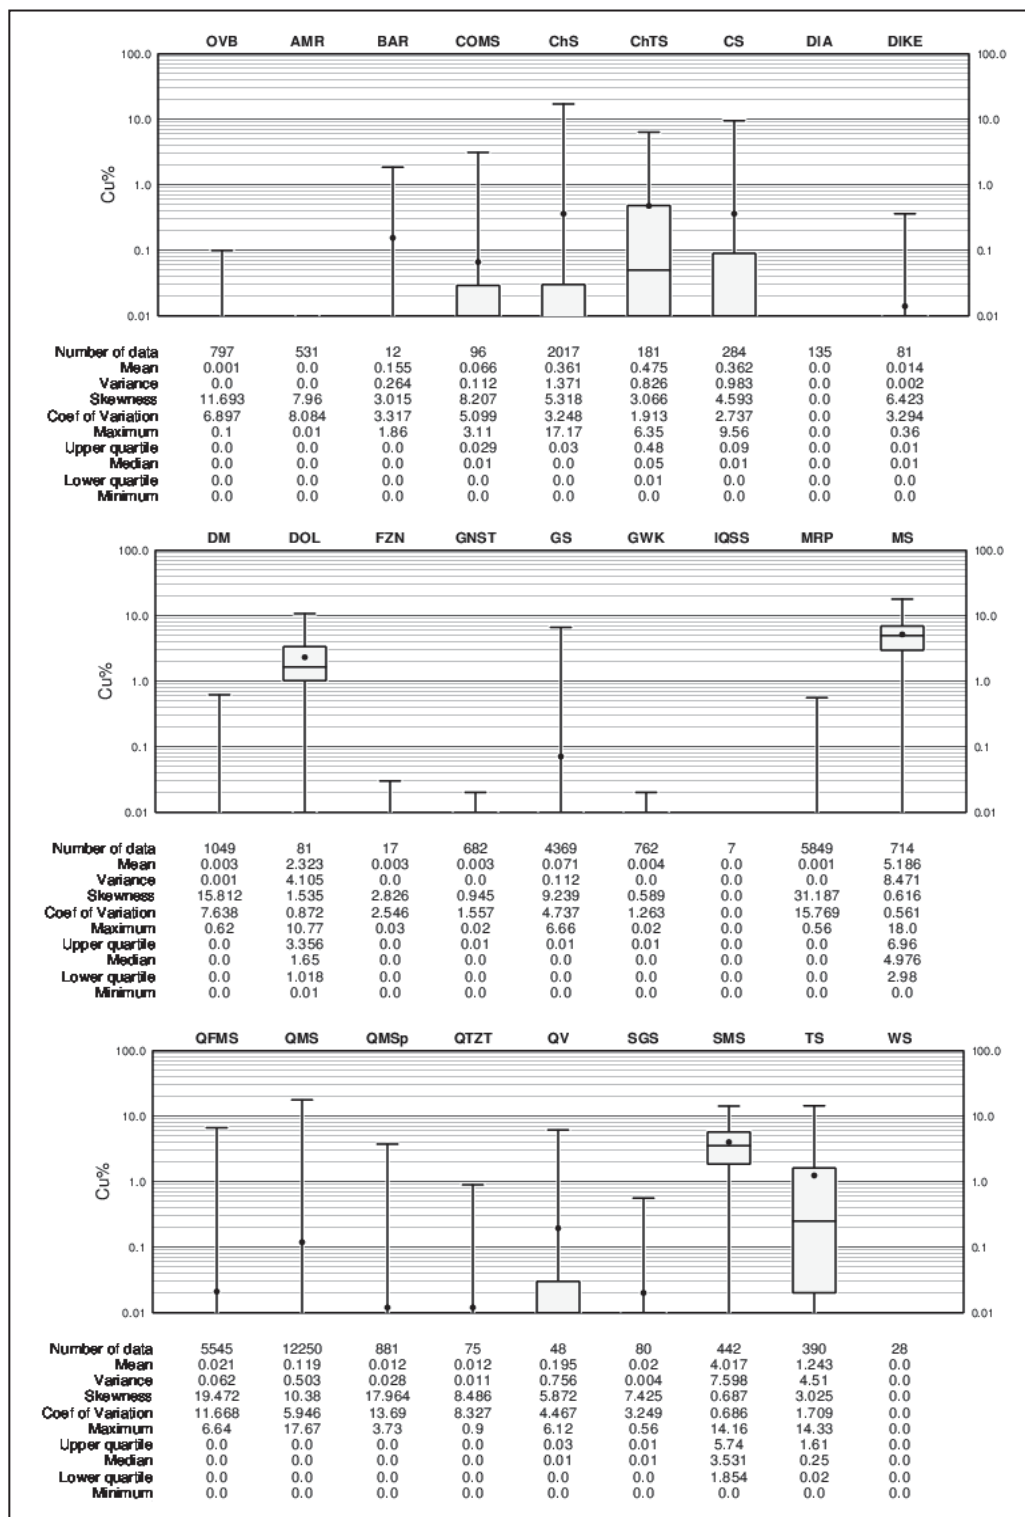 OVB AMR BAR COMS ChS ChTS CS DIA DIKE
100.0 100.0
10.0 10.0
1.0 1.0
0.1 0.1
0.01 0.01
Cu%
Number of data 797 531 12 96 2017 181 284 135 81
Mean 0.001 0.0 0.155 0.066 0.361 0.475 0.362 0.0 0.014
Variance 0.0 0.0 0.264 0.112 1.371 0.826 0.983 0.0 0.002
Skewness 11.693 7.96 3.015 8.207 5.318 3.066 4.593 0.0 6.423
Coef of Variation 6.897 8.084 3.317 5.099 3.248 1.913 2.737 0.0 3.294
Maximum 0.1 0.01 1.86 3.11 17.17 6.35 9.56 0.0 0.36
Upper quartile 0.0 0.0 0.0 0.029 0.03 0.48 0.09 0.0 0.01
Median 0.0 0.0 0.0 0.01 0.0 0.05 0.01 0.0 0.01
Lower quartile 0.0 0.0 0.0 0.0 0.0 0.01 0.0 0.0 0.0
Minimum 0.0 0.0 0.0 0.0 0.0 0.0 0.0 0.0 0.0
DM DOL FZN GNST GS GWK IQSS MRP MS
100.0 100.0
10.0 10.0
1.0 1.0
0.1 0.1
0.01 0.01
Cu%
Number of data 1049 81 17 682 4369 762 7 5849 714
Mean 0.003 2.323 0.003 0.003 0.071 0.004 0.0 0.001 5.186
Variance 0.001 4.105 0.0 0.0 0.112 0.0 0.0 0.0 8.471
Skewness 15.812 1.535 2.826 0.945 9.239 0.589 0.0 31.187 0.616
Coef of Variation 7.638 0.872 2.546 1.557 4.737 1.263 0.0 15.769 0.561
Maximum 0.62 10.77 0.03 0.02 6.66 0.02 0.0 0.56 18.0
Upper quartile 0.0 3.356 0.0 0.01 0.01 0.01 0.0 0.0 6.96
Median 0.0 1.65 0.0 0.0 0.0 0.0 0.0 0.0 4.976
Lower quartile 0.0 1.018 0.0 0.0 0.0 0.0 0.0 0.0 2.98
Minimum 0.0 0.01 0.0 0.0 0.0 0.0 0.0 0.0 0.0
QFMS QMS QMSp QTZT QV SGS SMS TS WS
100.0 100.0
10.0 10.0
1.0 1.0
0.1 0.1
0.01 0.01
Cu%
Number of data 5545 12250 881 75 48 80 442 390 28
Mean 0.021 0.119 0.012 0.012 0.195 0.02 4.017 1.243 0.0
Variance 0.062 0.503 0.028 0.011 0.756 0.004 7.598 4.51 0.0
Skewness 19.472 10.38 17.964 8.486 5.872 7.425 0.687 3.025 0.0
Coef of Variation 11.668 5.946 13.69 8.327 4.467 3.249 0.686 1.709 0.0
Maximum 6.64 17.67 3.73 0.9 6.12 0.56 14.16 14.33 0.0
Upper quartile 0.0 0.0 0.0 0.0 0.03 0.01 5.74 1.61 0.0
Median 0.0 0.0 0.0 0.0 0.01 0.01 3.531 0.25 0.0
Lower quartile 0.0 0.0 0.0 0.0 0.0 0.0 1.854 0.02 0.0
Minimum 0.0 0.0 0.0 0.0 0.0 0.0 0.0 0.0 0.0